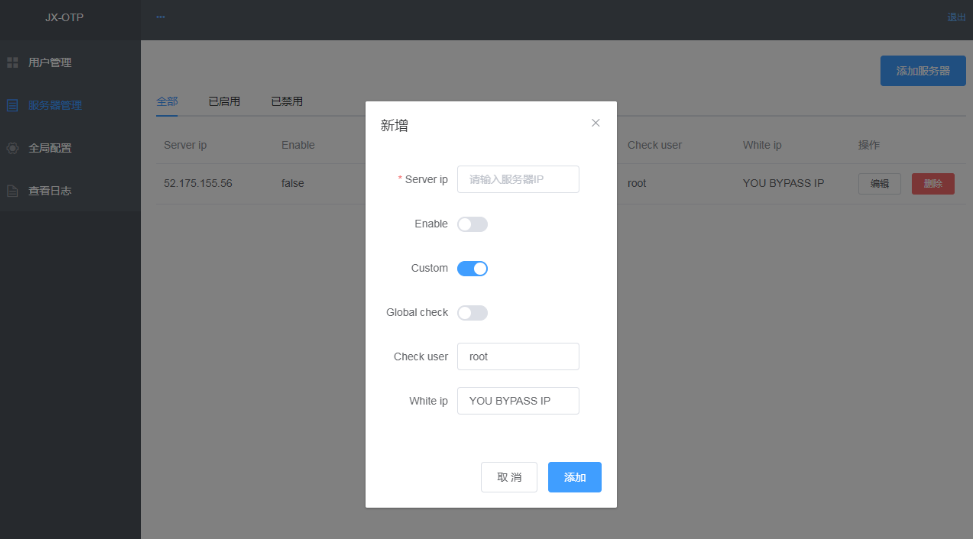 JX-OTP
...
退出
用户管理
服务器管理
全局配置
查看日志
添加服务器
全部 已启用 已禁用
Server ip Enable Check user White ip 操作
52.175.155.56 false root YOU BYPASS IP 编辑 删除
新增
* Server ip 请输入服务器IP
Enable
Custom
Global check
Check user root
White ip YOU BYPASS IP
取 消 添加